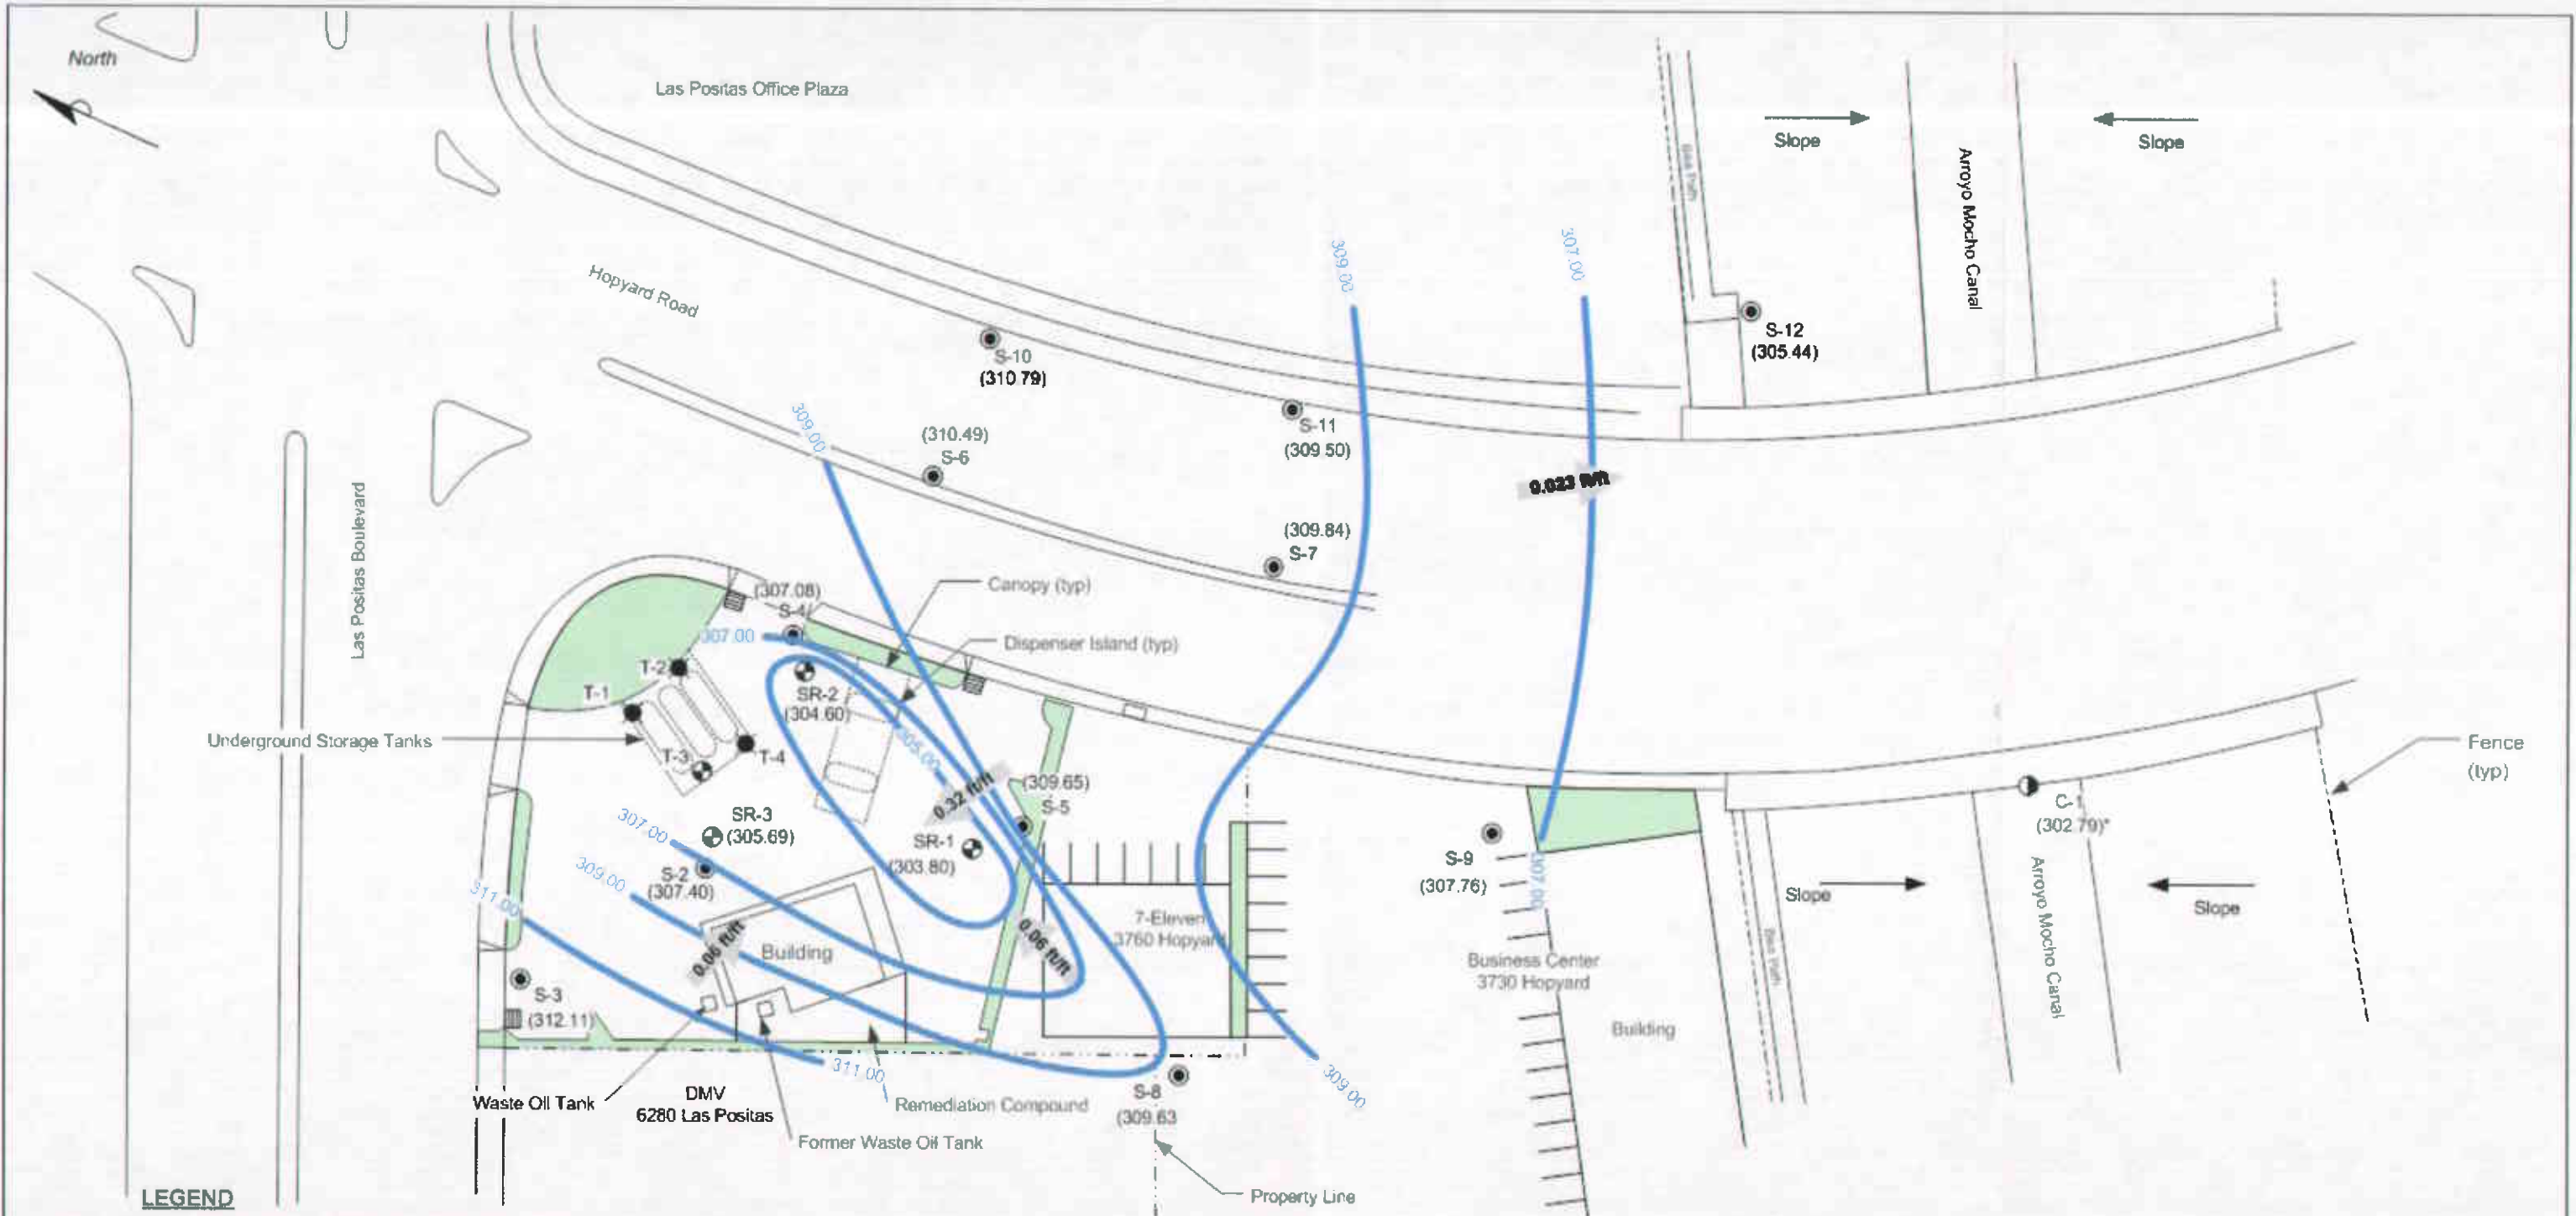 North
Las Positas Office Plaza
Slope
Slope
Bike Path
Arroyo Mocho Canal
Hopyard Road
309.00
307.00
S-12
(305.44)
S-10
(310.79)
309.00
(310.49)
S-6
S-11
(309.50)
0.023 ft/ft
Las Positas Boulevard
(309.84)
S-7
Canopy (typ)
(307.08)
S-4
307.00
Dispenser Island (typ)
T-2
T-1
SR-2
(304.60)
Underground Storage Tanks
T-3
T-4
305.00
0.32 ft/ft
(309.65)
S-5
Fence
(typ)
C-1
(302.79)*
SR-3
(305.69)
307.00
SR-1
(303.80)
S-2
(307.40)
309.00
311.00
S-9
(307.76)
307.00
Slope
Slope
Arroyo Mocho Canal
7-Eleven
3760 Hopyard
0.06 ft/ft
0.06 ft/ft
Building
Business Center
3730 Hopyard
Bike Path
S-3
(312.11)
Building
311.00
309.00
Waste Oil Tank
DMV
6280 Las Positas
Remediation Compound
S-8
(309.63
Former Waste Oil Tank
Property Line
LEGEND